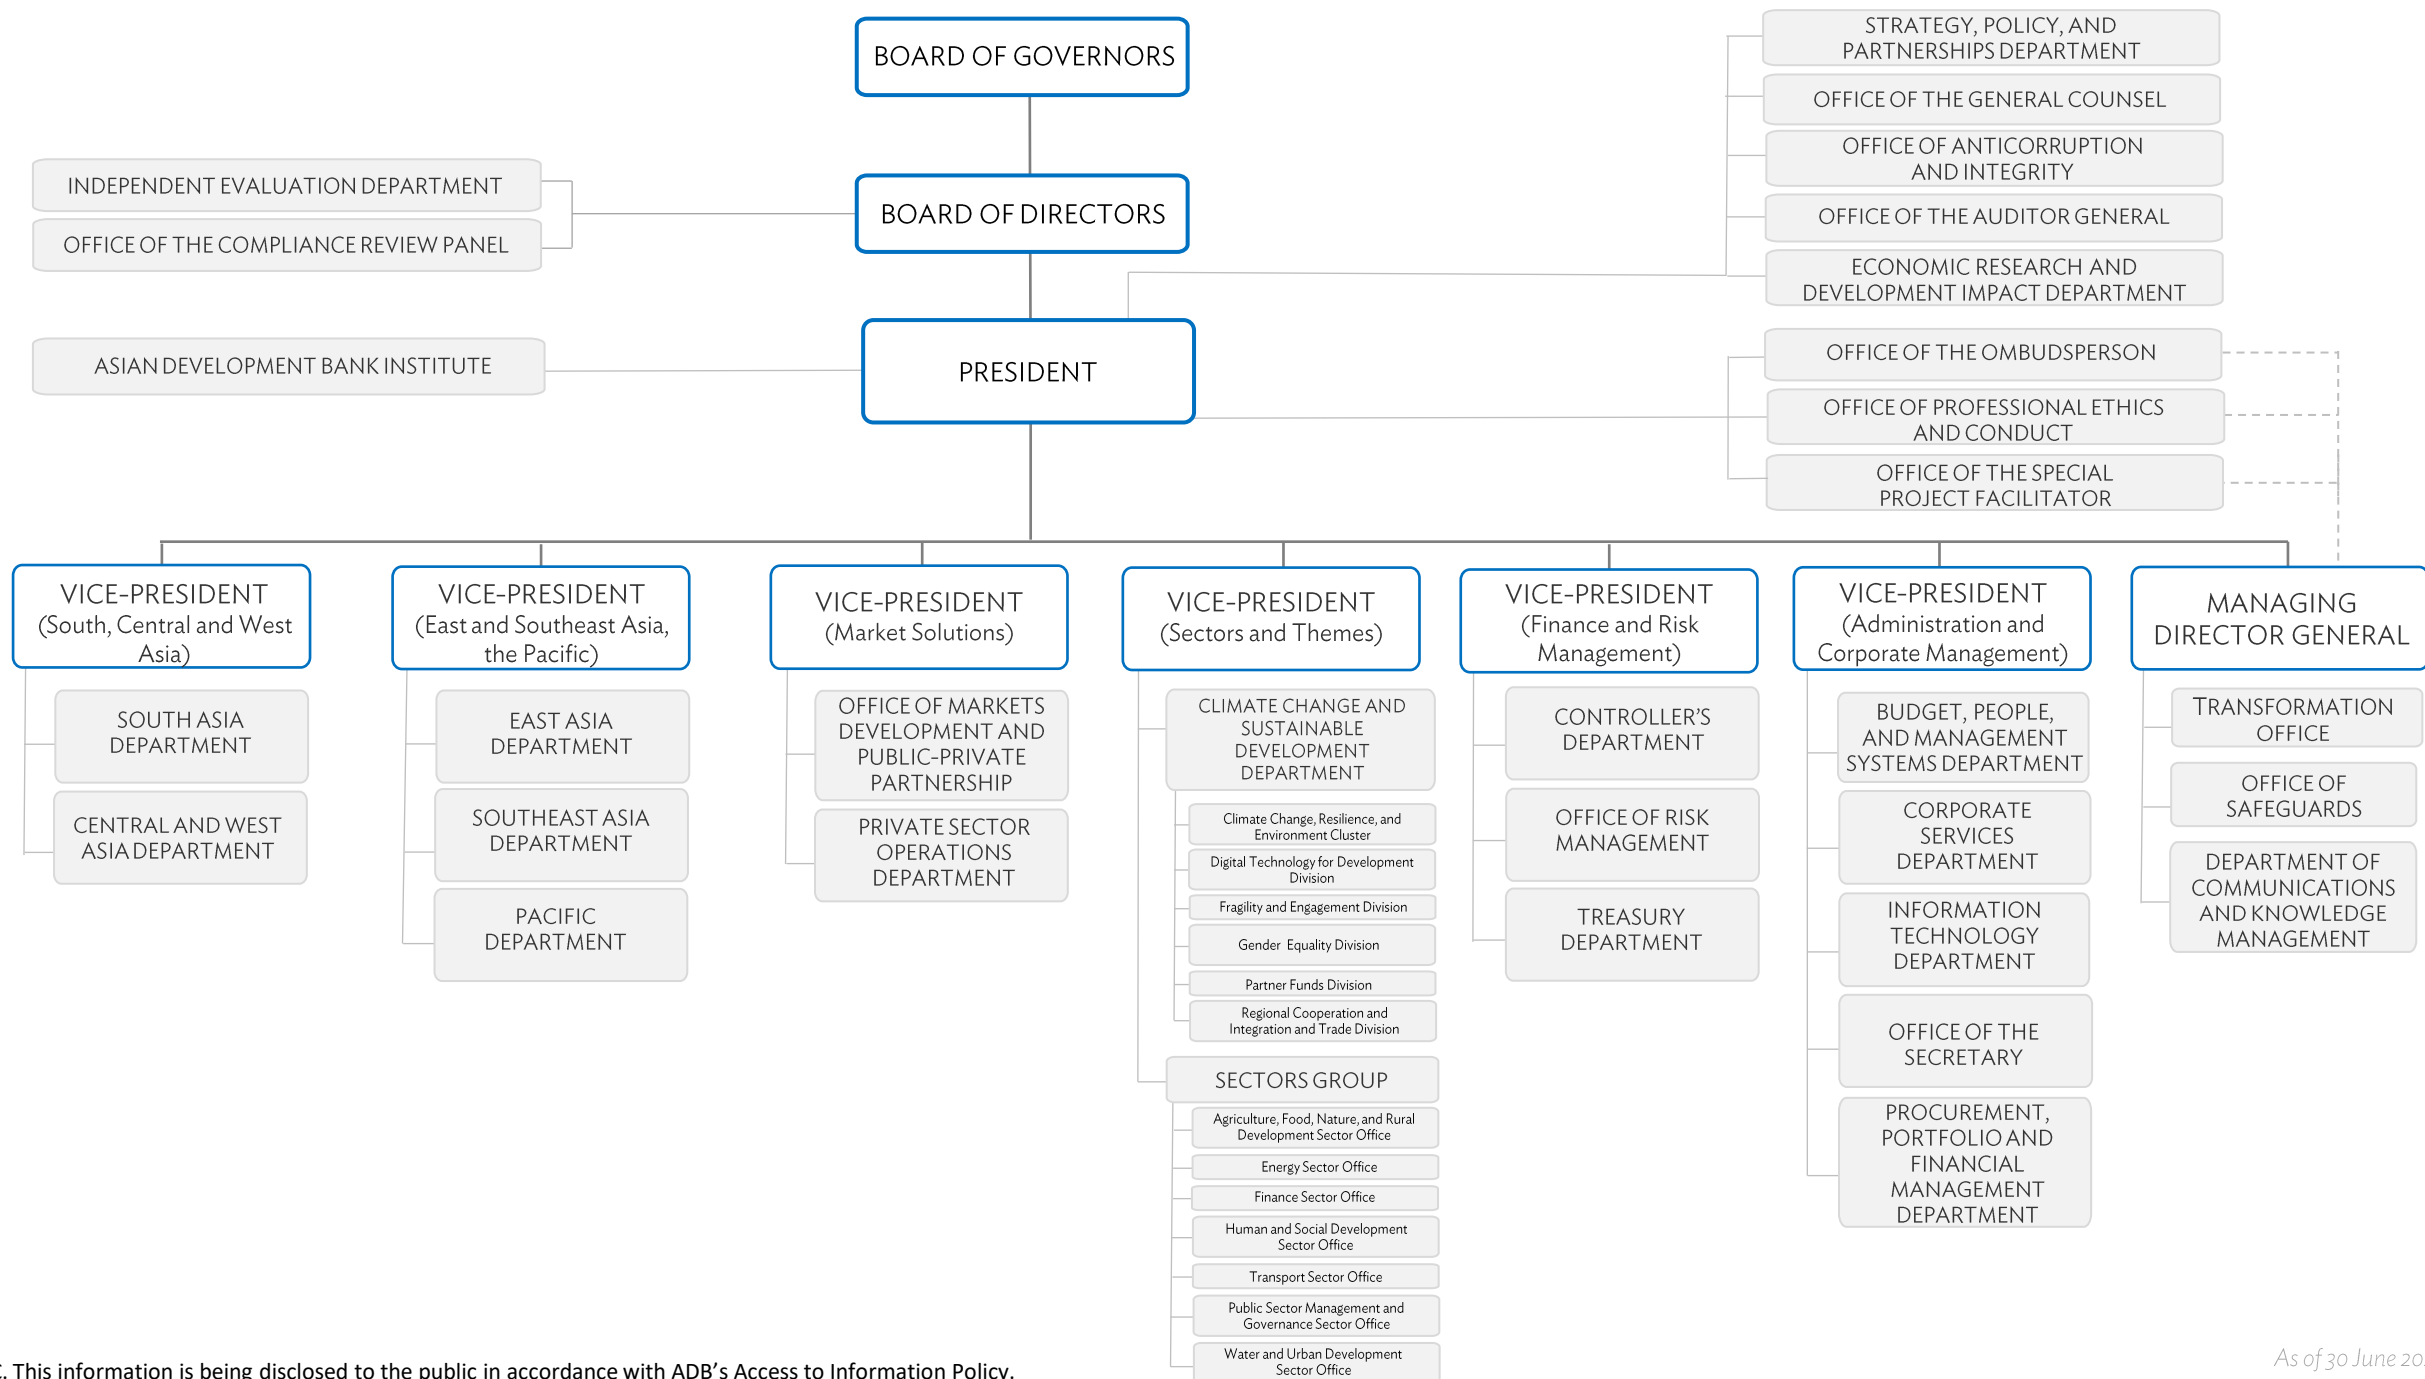 BOARD OF GOVERNORS
STRATEGY, POLICY, AND
PARTNERSHIPS DEPARTMENT
OFFICE OF THE GENERAL COUNSEL
OFFICE OF ANTICORRUPTION
AND INTEGRITY
OFFICE OF THE AUDITOR GENERAL
ECONOMIC RESEARCH AND
DEVELOPMENT IMPACT DEPARTMENT
INDEPENDENT EVALUATION DEPARTMENT
OFFICE OF THE COMPLIANCE REVIEW PANEL
BOARD OF DIRECTORS
ASIAN DEVELOPMENT BANK INSTITUTE
PRESIDENT
OFFICE OF THE OMBUDSPERSON
OFFICE OF PROFESSIONAL ETHICS
AND CONDUCT
OFFICE OF THE SPECIAL
PROJECT FACILITATOR
VICE-PRESIDENT
(South, Central and West
Asia)
SOUTH ASIA
DEPARTMENT
CENTRAL AND WEST
ASIA DEPARTMENT
VICE-PRESIDENT
(East and Southeast Asia,
the Pacific)
EAST ASIA
DEPARTMENT
SOUTHEAST ASIA
DEPARTMENT
PACIFIC
DEPARTMENT
VICE-PRESIDENT
(Market Solutions)
OFFICE OF MARKETS
DEVELOPMENT AND
PUBLIC-PRIVATE
PARTNERSHIP
PRIVATE SECTOR
OPERATIONS
DEPARTMENT
VICE-PRESIDENT
(Sectors and Themes)
CLIMATE CHANGE AND
SUSTAINABLE
DEVELOPMENT
DEPARTMENT
Climate Change, Resilience, and
Environment Cluster
Digital Technology for Development
Division
Fragility and Engagement Division
Gender Equality Division
Partner Funds Division
Regional Cooperation and
Integration and Trade Division
SECTORS GROUP
Agriculture, Food, Nature, and Rural
Development Sector Office
Energy Sector Office
Finance Sector Office
Human and Social Development
Sector Office
Transport Sector Office
Public Sector Management and
Governance Sector Office
Water and Urban Development
Sector Office
VICE-PRESIDENT
(Finance and Risk
Management)
CONTROLLER'S
DEPARTMENT
OFFICE OF RISK
MANAGEMENT
TREASURY
DEPARTMENT
VICE-PRESIDENT
(Administration and
Corporate Management)
BUDGET, PEOPLE,
AND MANAGEMENT
SYSTEMS DEPARTMENT
CORPORATE
SERVICES
DEPARTMENT
INFORMATION
TECHNOLOGY
DEPARTMENT
OFFICE OF THE
SECRETARY
PROCUREMENT,
PORTFOLIO AND
FINANCIAL
MANAGEMENT
DEPARTMENT
MANAGING
DIRECTOR GENERAL
TRANSFORMATION
OFFICE
OFFICE OF
SAFEGUARDS
DEPARTMENT OF
COMMUNICATIONS
AND KNOWLEDGE
MANAGEMENT
This information is being disclosed to the public in accordance with ADB's Access to Information Policy.
As of 30 June